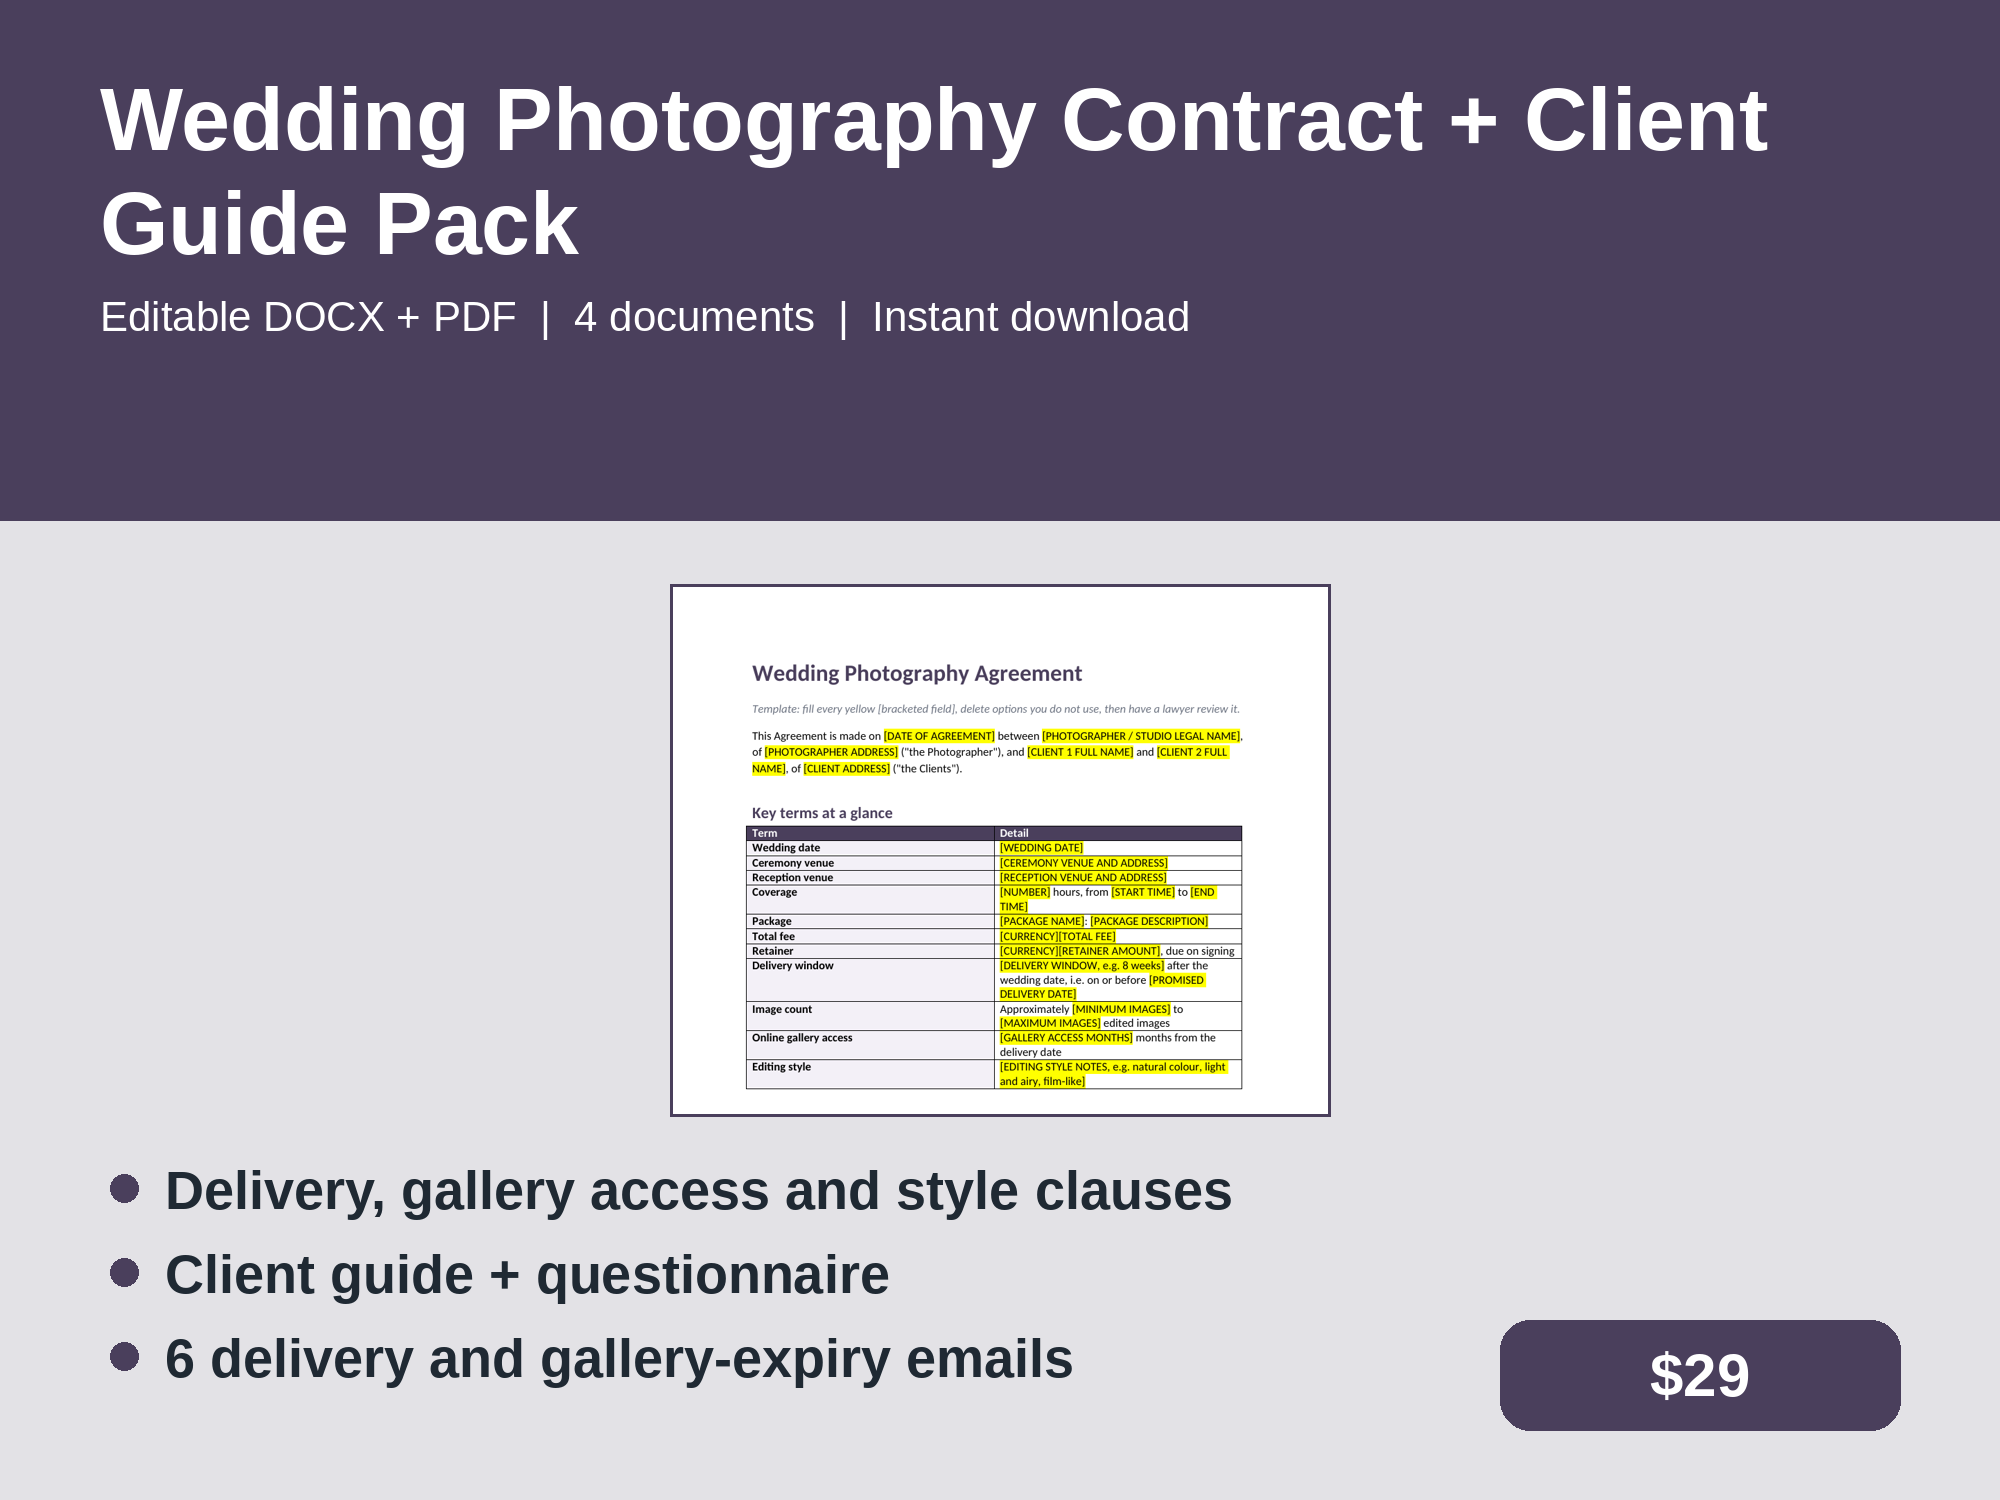 Wedding Photography Contract + Client
Guide Pack
Editable DOCX + PDF | 4 documents | Instant download
Wedding Photography Agreement
Template: fill every yellow [bracketed field], delete options you do not use, then have a lawyer review it.
This Agreement is made on [DATE OF AGREEMENT] between [PHOTOGRAPHER / STUDIO LEGAL NAME],
of [PHOTOGRAPHER ADDRESS] ("the Photographer"), and [CLIENT 1 FULL NAME] and [CLIENT 2 FULL
NAME], of [CLIENT ADDRESS] ("the Clients").
Key terms at a glance
Term Detail
Wedding date [WEDDING DATE]
Ceremony venue [CEREMONY VENUE AND ADDRESS]
Reception venue [RECEPTION VENUE AND ADDRESS]
Coverage [NUMBER] hours, from [START TIME] to [END
TIME]
Package [PACKAGE NAME]: [PACKAGE DESCRIPTION]
Total fee [CURRENCY][TOTAL FEE]
Retainer [CURRENCY][RETAINER AMOUNT], due on signing
Delivery window [DELIVERY WINDOW, e.g. 8 weeks] after the
wedding date, i.e. on or before [PROMISED
DELIVERY DATE]
Image count Approximately [MINIMUM IMAGES] to
[MAXIMUM IMAGES] edited images
Online gallery access [GALLERY ACCESS MONTHS] months from the
delivery date
Editing style [EDITING STYLE NOTES, e.g. natural colour, light
and airy, film-like]
Delivery, gallery access and style clauses
Client guide + questionnaire
6 delivery and gallery-expiry emails
$29